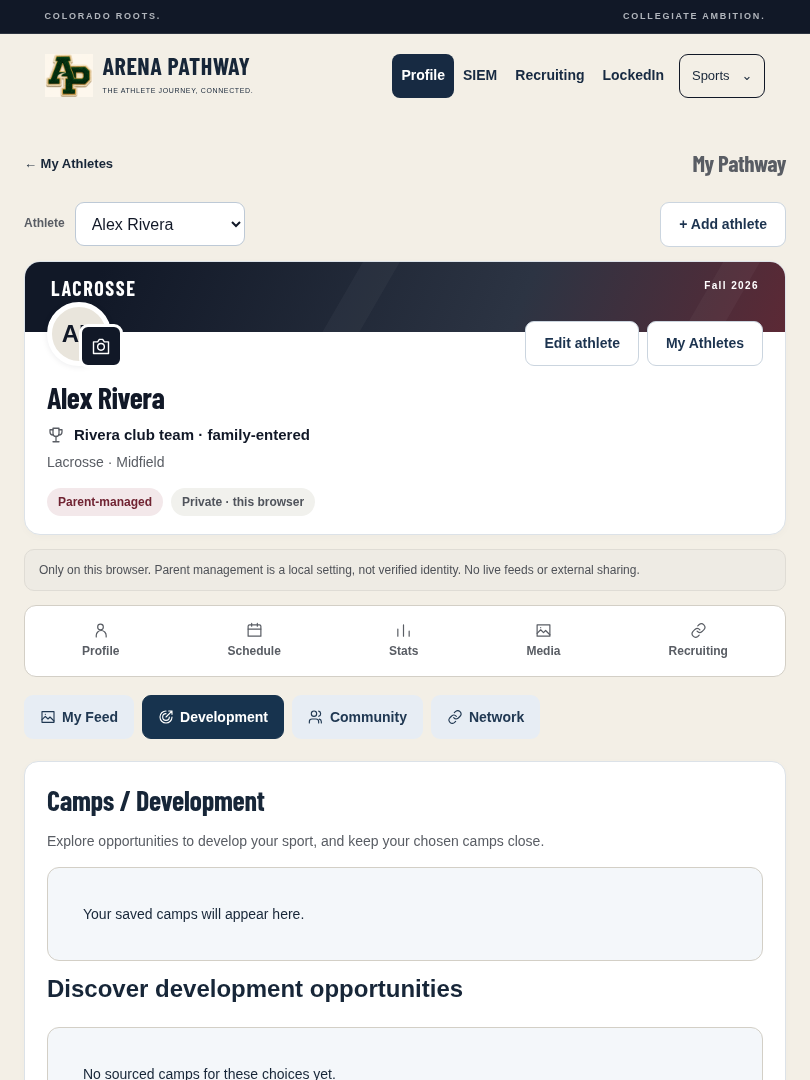 COLORADO ROOTS.
COLLEGIATE AMBITION.
ARENA PATHWAY
THE ATHLETE JOURNEY, CONNECTED.
Profile
SIEM
Recruiting
LockedIn
Sports
← My Athletes
My Pathway
Athlete
Alex Rivera
+ Add athlete
LACROSSE
Fall 2026
Edit athlete
My Athletes
Alex Rivera
Rivera club team · family-entered
Lacrosse · Midfield
Parent-managed
Private · this browser
Only on this browser. Parent management is a local setting, not verified identity. No live feeds or external sharing.
Profile
Schedule
Stats
Media
Recruiting
My Feed
Development
Community
Network
Camps / Development
Explore opportunities to develop your sport, and keep your chosen camps close.
Your saved camps will appear here.
Discover development opportunities
No sourced camps for these choices yet.